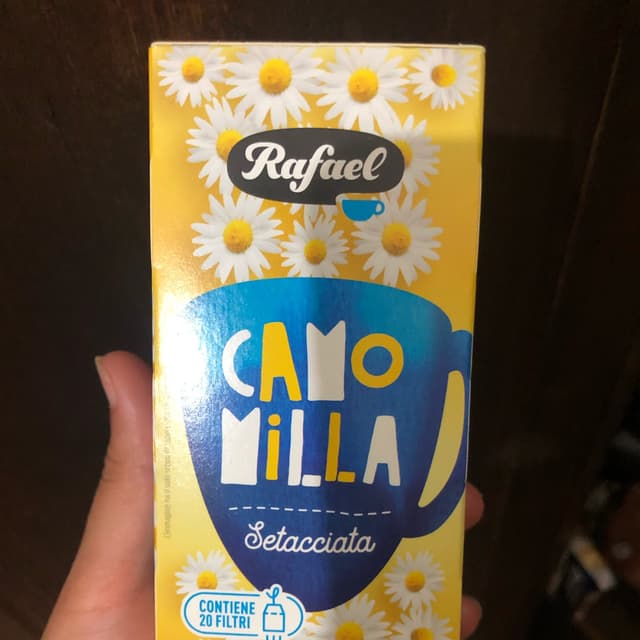 Rafael
CAMO
MiLLA
Setacciata
CONTIENE
20 FILTRI